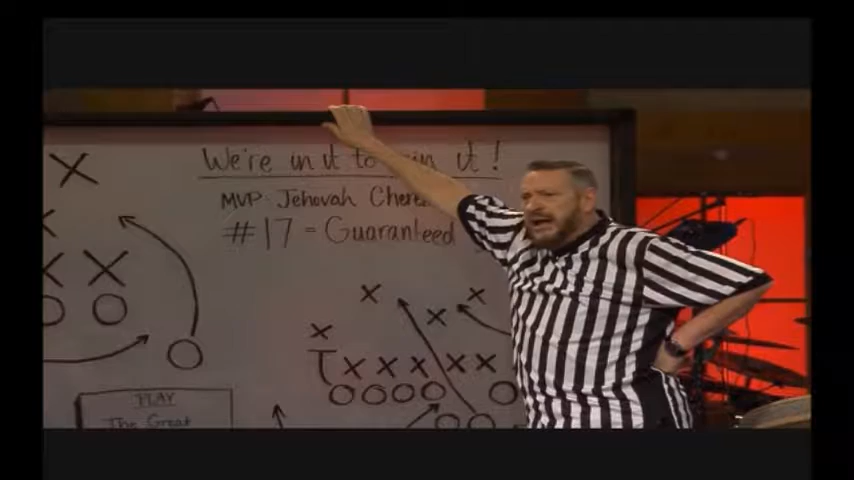 We're in it to win it!
MVP: Jehovah
#17 = Guaranteed
X
X X X
O O O
X X X X
X
T X X X X X
O O O O O
O O
PLAY
The Great